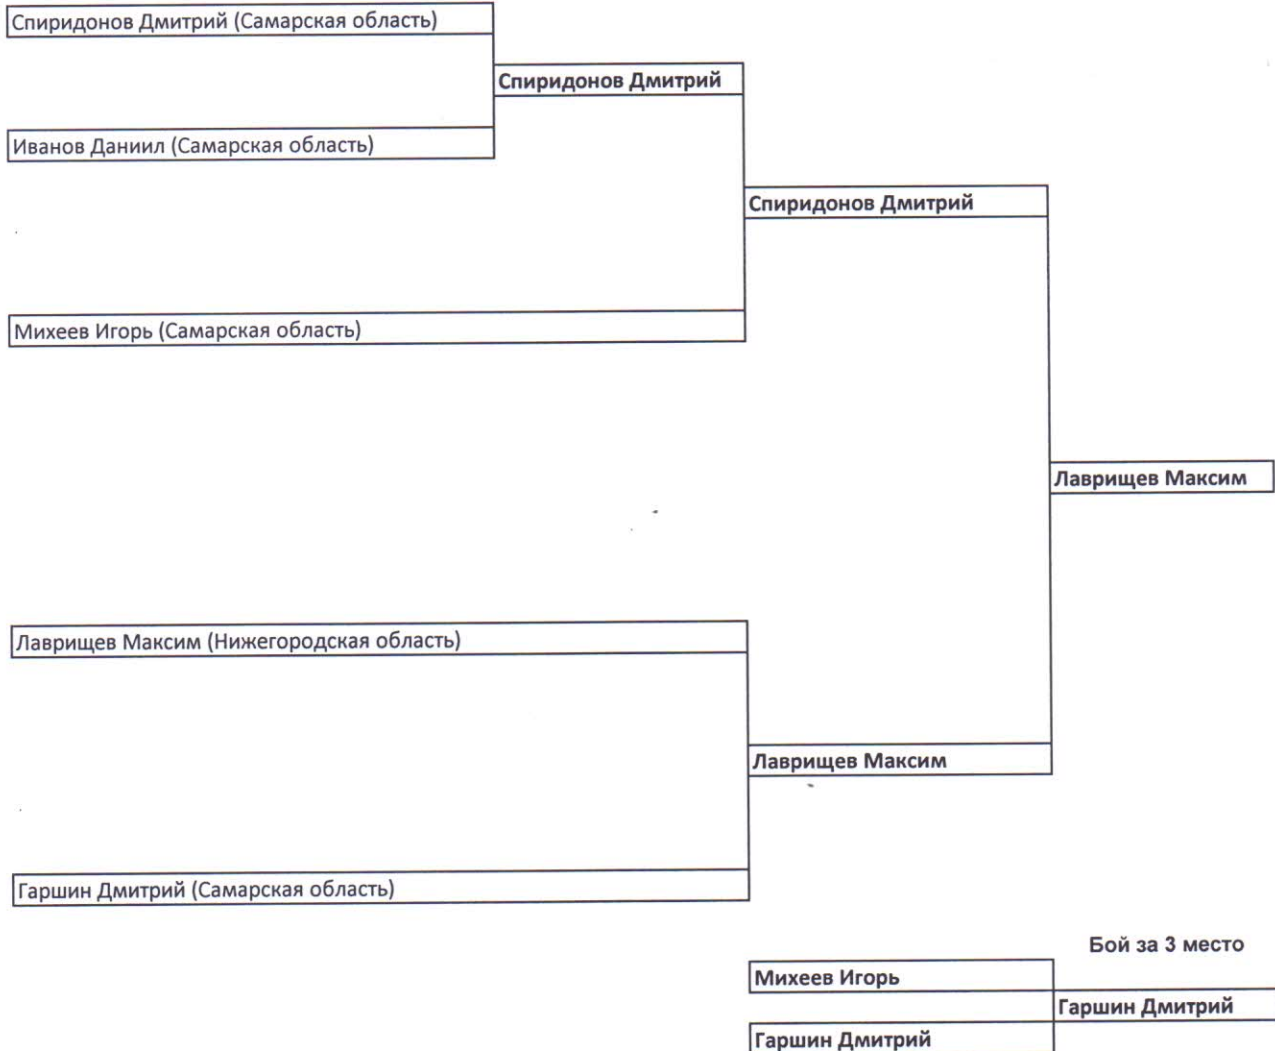 Спиридонов Дмитрий (Самарская область)
Спиридонов Дмитрий
Иванов Даниил (Самарская область)
Спиридонов Дмитрий
Михеев Игорь (Самарская область)
Лаврищев Максим
Лаврищев Максим (Нижегородская область)
Лаврищев Максим
Гаршин Дмитрий (Самарская область)
Бой за 3 место
Михеев Игорь
Гаршин Дмитрий
Гаршин Дмитрий